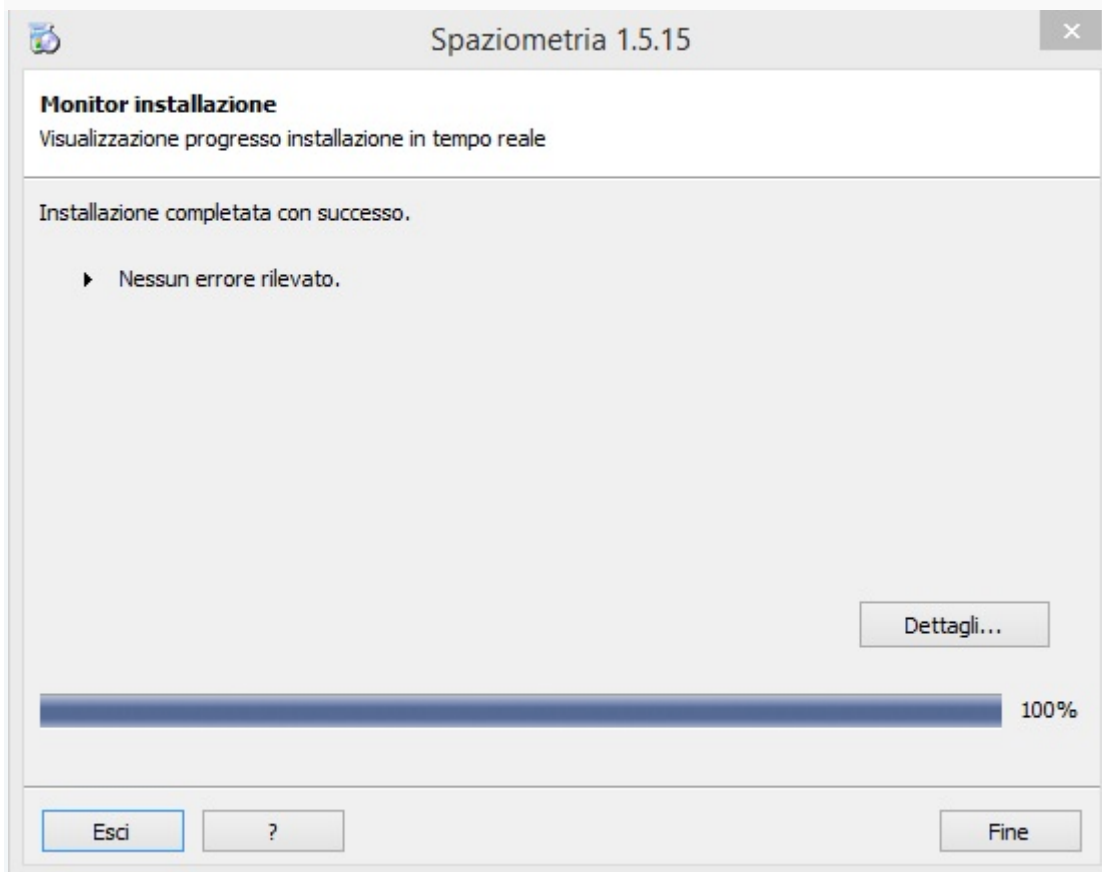 Spaziometria 1.5.15
Monitor installazione
Visualizzazione progresso installazione in tempo reale
Installazione completata con successo.
Nessun errore rilevato.
Dettagli...
100%
Esci
?
Fine